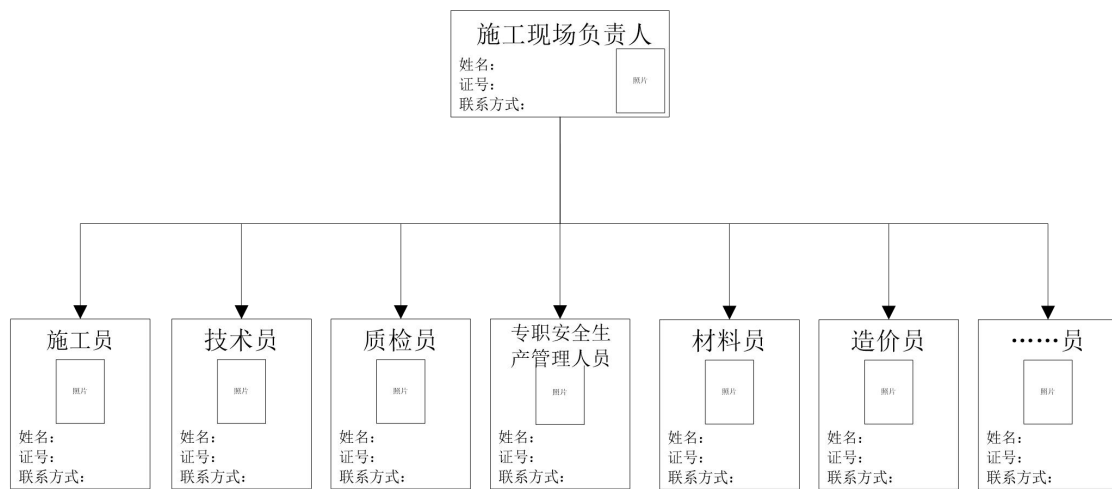 施工现场负责人
姓名:
证号:
联系方式:
照片
施工员
照片
姓名:
证号:
联系方式:
技术员
照片
姓名:
证号:
联系方式:
质检员
照片
姓名:
证号:
联系方式:
专职安全生
产管理人员
照片
姓名:
证号:
联系方式:
材料员
照片
姓名:
证号:
联系方式:
造价员
照片
姓名:
证号:
联系方式:
……员
照片
姓名:
证号:
联系方式: